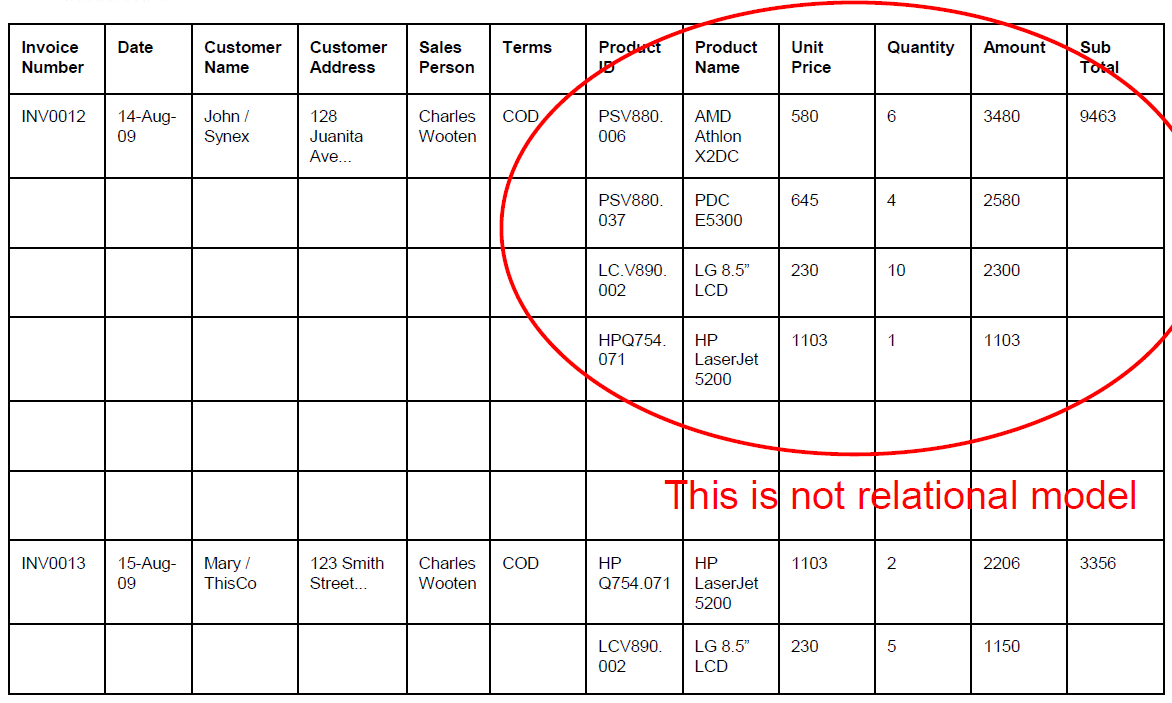 Invoice Number
Date
Customer Name
Customer Address
Sales Person
Terms
Product ID
Product Name
Unit Price
Quantity
Amount
Sub Total
INV0012
14-Aug-
09
John /
Synex
128
Juanita
Ave...
Charles
Wooten
COD
PSV880.
006
AMD
Athlon
X2DC
580
6
3480
9463
PSV880.
037
PDC
E5300
645
4
2580
LC.V890.
002
LG 8.5”
LCD
230
10
2300
HPQ754.
071
HP
LaserJet
5200
1103
1
1103
This is not relational model
INV0013
15-Aug-
09
Mary /
ThisCo
123 Smith
Street...
Charles
Wooten
COD
HP
Q754.071
HP
LaserJet
5200
1103
2
2206
3356
LCV890.
002
LG 8.5”
LCD
230
5
1150